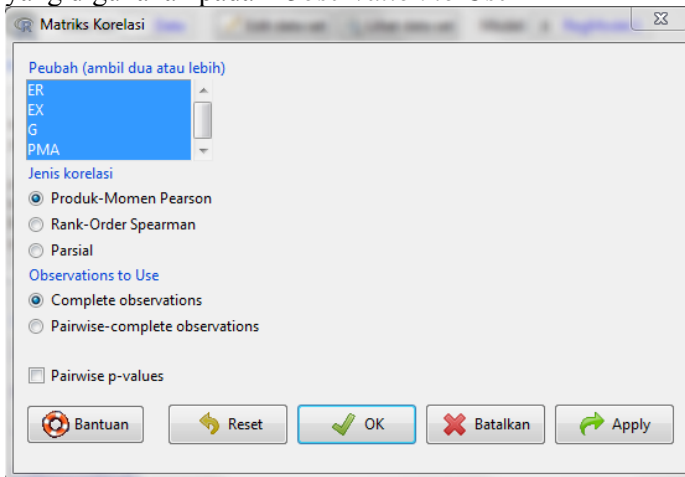 Matriks Korelasi
Peubah (ambil dua atau lebih)
ER
EX
G
PMA
Jenis korelasi
Produk-Momen Pearson
Rank-Order Spearman
Parsial
Observations to Use
Complete observations
Pairwise-complete observations
Pairwise p-values
Bantuan Reset OK Batalkan Apply